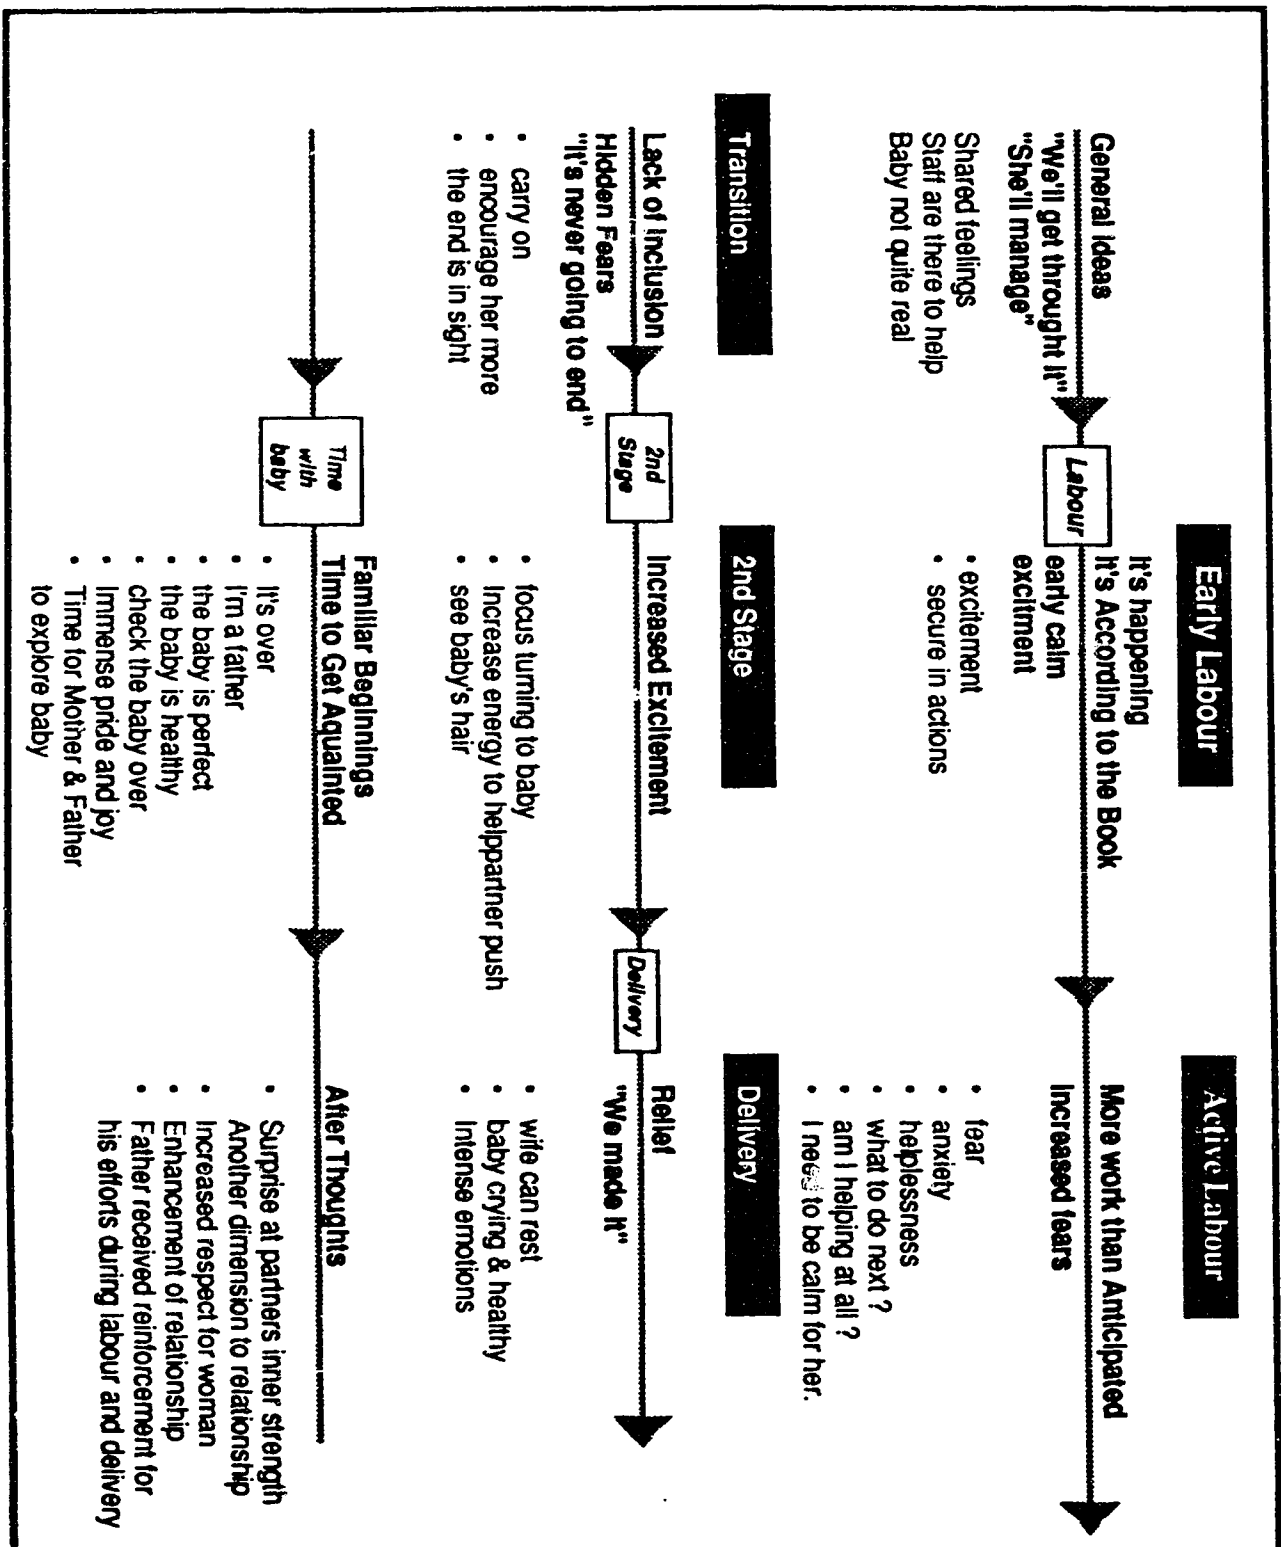 Early Labour
Active Labour
General Ideas
"We'll get throught it"
"She'll manage"
Shared feelings
Staff are there to help
Baby not quite real
Labour
It's happening
It's According to the Book
early calm
excitment
• excitement
• secure in actions
More work than Anticipated
Increased fears
• fear
• anxiety
• helplessness
• what to do next ?
• am I helping at all ?
• I need to be calm for her.
Transition
2nd Stage
Delivery
Lack of Inclusion
Hidden Fears
"It's never going to end"
• carry on
• encourage her more
• the end is in sight
2nd
Stage
Increased Excitement
• focus turning to baby
• Increase energy to helppartner push
• see baby's hair
Delivery
Relief
"We made it"
• wife can rest
• baby crying & healthy
• Intense emotions
Time
with
baby
Familiar Beginnings
Time to Get Aquainted
• It's over
• I'm a father
• the baby is perfect
• the baby is healthy
• check the baby over
• Immense pride and joy
• Time for Mother & Father
to explore baby
After Thoughts
• Surprise at partners inner strength
Another dimension to relationship
• Increased respect for woman
• Enhancement of relationship
• Father received reinforcement for
his efforts during labour and delivery